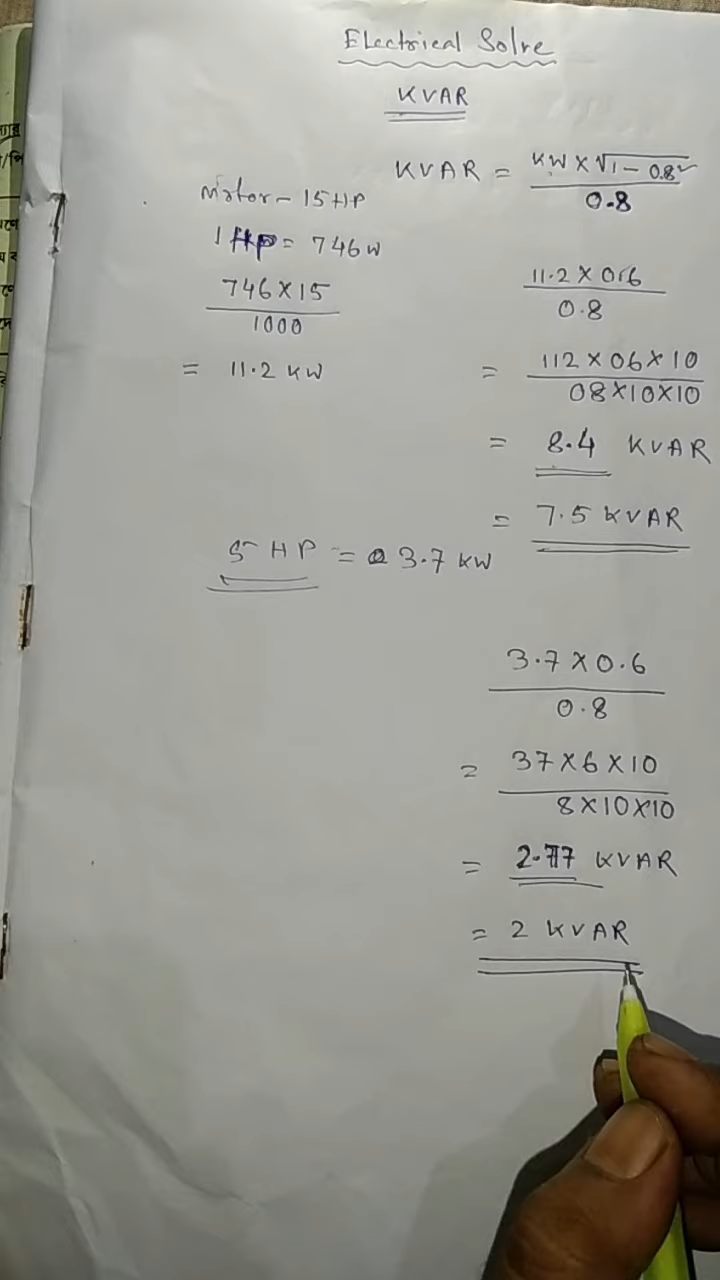 Electrical Solve
KVAR
KVAR = KW × √1 - 0.8²
0.8
Motor - 15 HP
1 HP = 746 W
746 × 15
1000
= 11.2 KW
11.2 × 0.6
0.8
= 112 × 06 × 10
08 × 10 × 10
= 8.4 KVAR
= 7.5 KVAR
5 HP = 3.7 KW
3.7 × 0.6
0.8
= 37 × 6 × 10
8 × 10 × 10
= 2.77 KVAR
= 2 KVAR